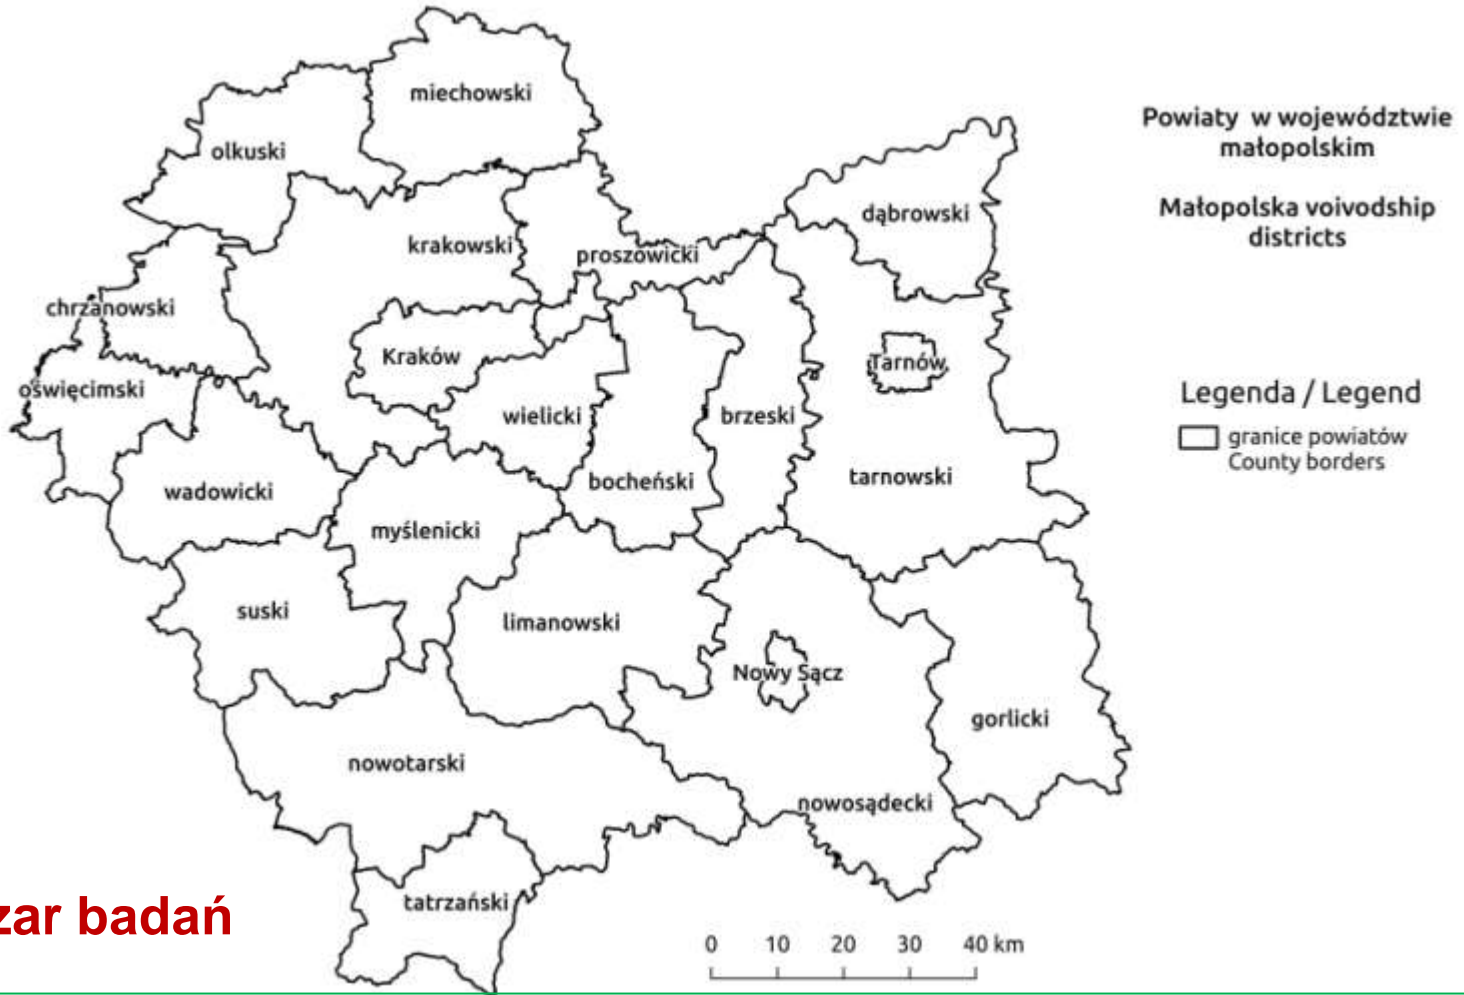 miechowski
olkuski
dąbrowski
krakowski
proszowicki
chrzanowski
Kraków
Tarnów
oświęcimski
wielicki
brzeski
bocheński
tarnowski
wadowicki
myślenicki
suski
limanowski
Nowy Sącz
gorlicki
nowotarski
nowosądecki
tatrzański
Powiaty w województwie
małopolskim
Małopolska voivodship
districts
Legenda / Legend
granice powiatów
County borders
zar badań
0 10 20 30 40 km